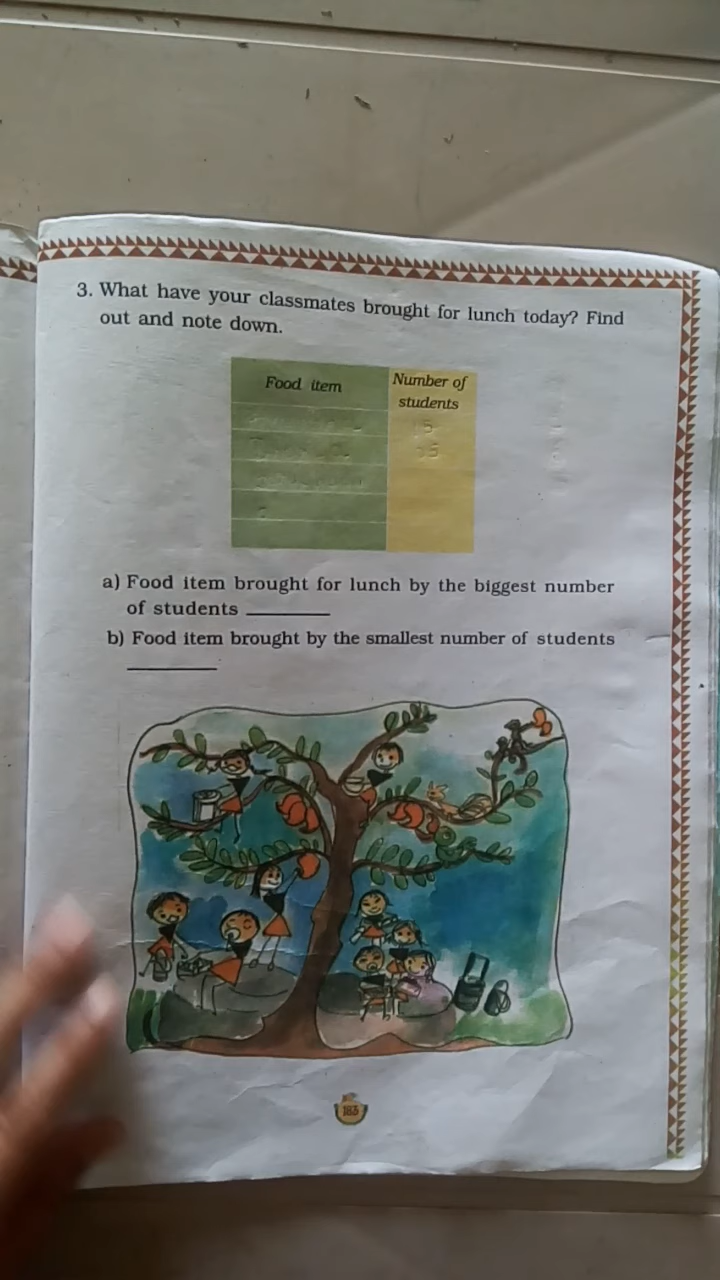 3. What have your classmates brought for lunch today? Find
out and note down.
Food item
Number of
students
a) Food item brought for lunch by the biggest number
of students
b) Food item brought by the smallest number of students
183